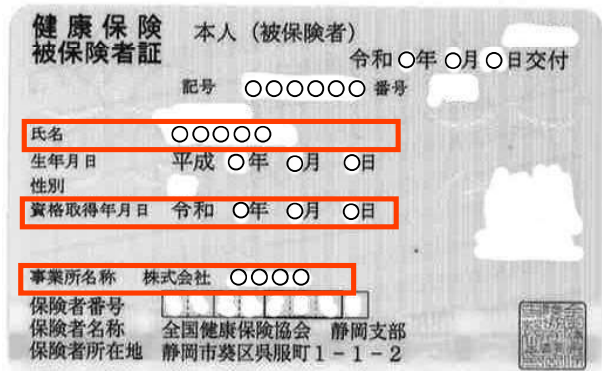 健康保険 本人（被保険者）
被保険者証
令和○年 ○月○日交付
記号 ○○○○○○ 番号
氏名 ○○○○○
生年月日 平成 ○年 ○月 ○日
性別
資格取得年月日 令和 ○年 ○月 ○日
事業所名称 株式会社 ○○○○
保険者番号
保険者名称 全国健康保険協会 静岡支部
保険者所在地 静岡市葵区呉服町1-1-2